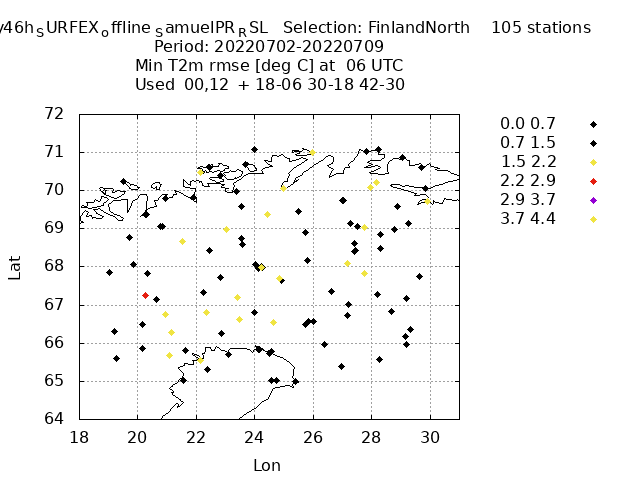 y46hSURFEXoffline SamuelPRRSL Selection: FinlandNorth 105 stations
Period: 20220702-20220709
Min T2m rmse [deg C] at 06 UTC
Used 00,12 + 18-06 30-18 42-30
72
71
70
69
68
67
66
65
64
18 20 22 24 26 28 30
Lat
Lon
0.0 0.7
0.7 1.5
1.5 2.2
2.2 2.9
2.9 3.7
3.7 4.4